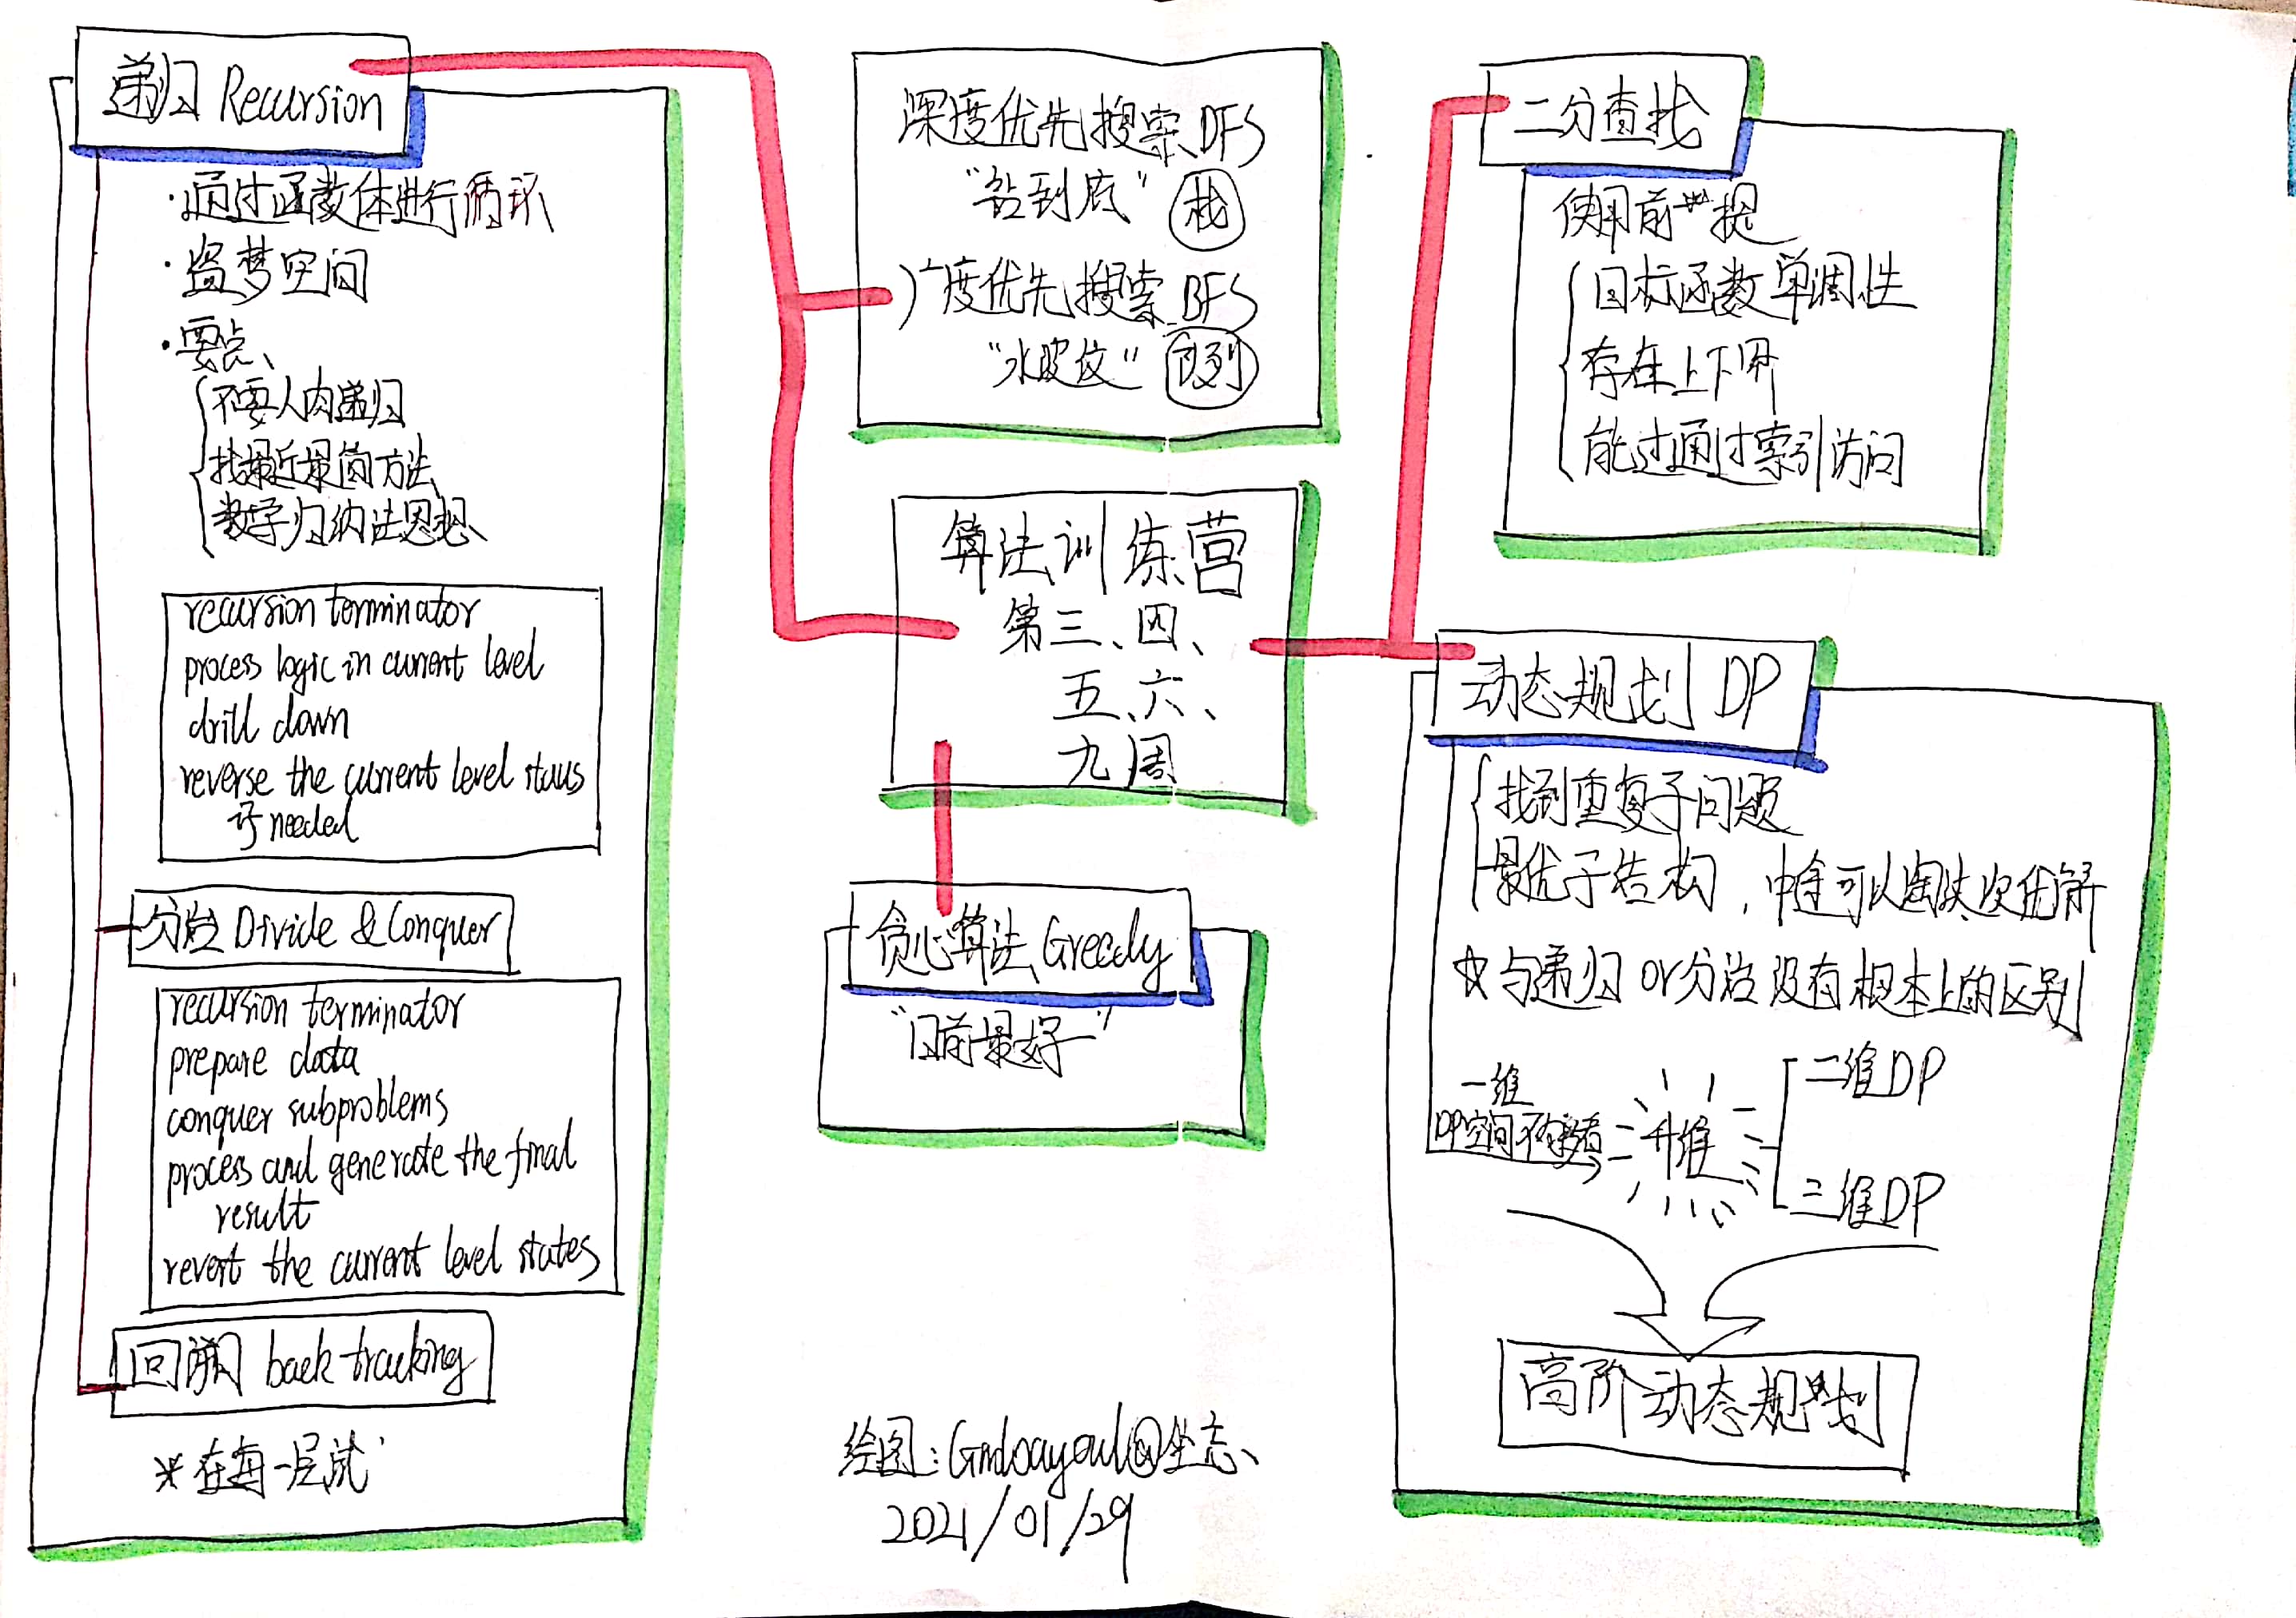 递归 Recursion
·通过函数体进行循环
·盗梦空间
·要点、
不要人肉递归
找最近最简方法
数学归纳法思想
recursion terminator
process logic in current level
drill down
reverse the current level staus
if needed
分治 Divide & Conquer
recursion terminator
prepare data
conquer subproblems
process and generate the final
result
revert the current level states
回溯 back tracking
*在每一层试
深度优先搜索 DFS
"钻到底" 栈
广度优先搜索 BFS
"水波纹" 队列
算法训练营
第三、四、
五、六、
九周
贪心算法 Greedy
"目前最好"
绘图:
2021/01/29
二分查找
使用前提
目标函数单调性
存在上下界
能过通过索引访问
动态规划 DP
找到重复子问题
最优子结构,中途可以淘汰次优解
☆与递归 or 分治 没有根本上的区别
一维
DP空间不够看
升维
二维DP
三维DP
高阶动态规划